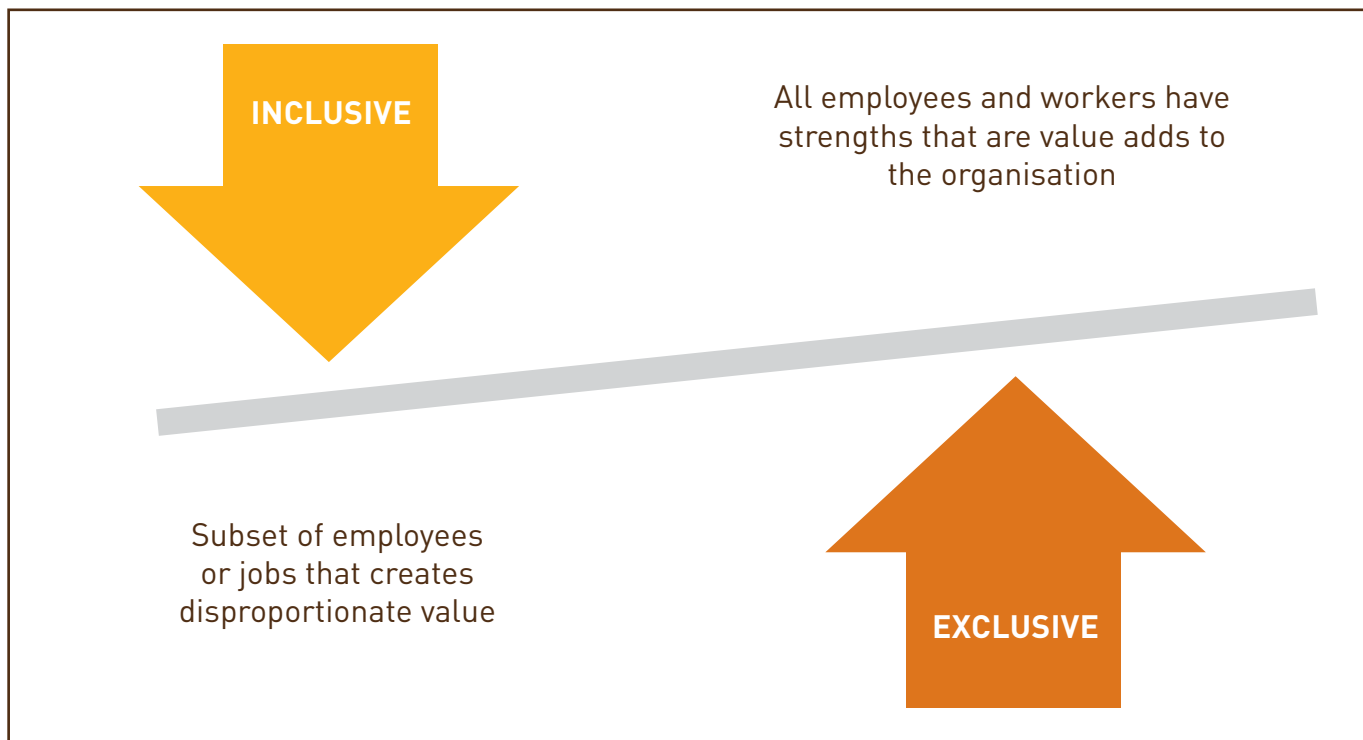 INCLUSIVE
All employees and workers have
strengths that are value adds to
the organisation
Subset of employees
or jobs that creates
disproportionate value
EXCLUSIVE